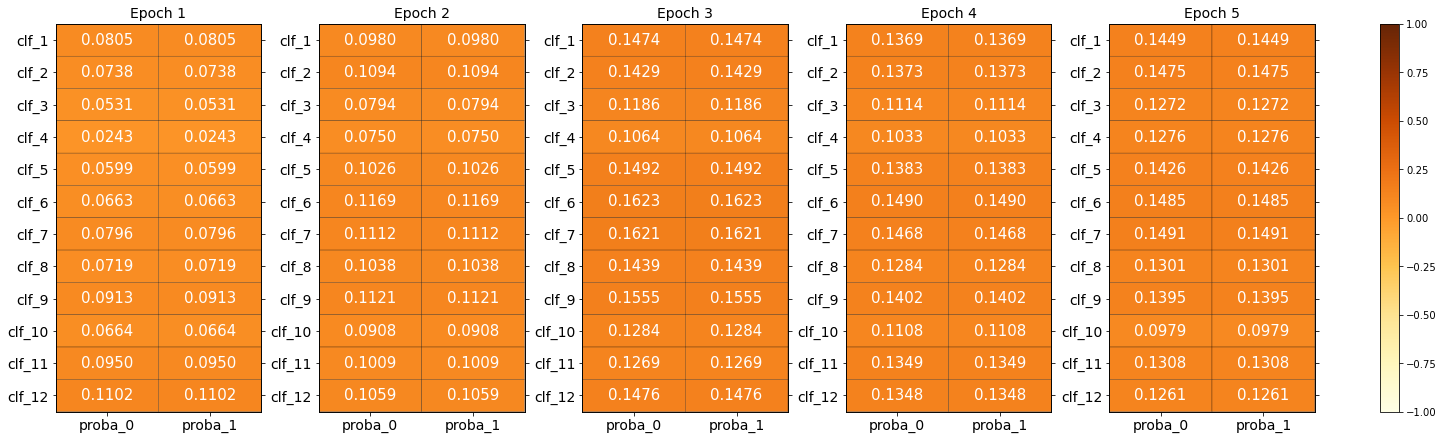 Epoch 1 Epoch 2 Epoch 3 Epoch 4 Epoch 5
clf_1 0.0805 0.0805 clf_1 0.0980 0.0980 clf_1 0.1474 0.1474 clf_1 0.1369 0.1369 clf_1 0.1449 0.1449 1.00
clf_2 0.0738 0.0738 clf_2 0.1094 0.1094 clf_2 0.1429 0.1429 clf_2 0.1373 0.1373 clf_2 0.1475 0.1475 0.75
clf_3 0.0531 0.0531 clf_3 0.0794 0.0794 clf_3 0.1186 0.1186 clf_3 0.1114 0.1114 clf_3 0.1272 0.1272
clf_4 0.0243 0.0243 clf_4 0.0750 0.0750 clf_4 0.1064 0.1064 clf_4 0.1033 0.1033 clf_4 0.1276 0.1276 0.50
clf_5 0.0599 0.0599 clf_5 0.1026 0.1026 clf_5 0.1492 0.1492 clf_5 0.1383 0.1383 clf_5 0.1426 0.1426 0.25
clf_6 0.0663 0.0663 clf_6 0.1169 0.1169 clf_6 0.1623 0.1623 clf_6 0.1490 0.1490 clf_6 0.1485 0.1485 0.00
clf_7 0.0796 0.0796 clf_7 0.1112 0.1112 clf_7 0.1621 0.1621 clf_7 0.1468 0.1468 clf_7 0.1491 0.1491
clf_8 0.0719 0.0719 clf_8 0.1038 0.1038 clf_8 0.1439 0.1439 clf_8 0.1284 0.1284 clf_8 0.1301 0.1301 −0.25
clf_9 0.0913 0.0913 clf_9 0.1121 0.1121 clf_9 0.1555 0.1555 clf_9 0.1402 0.1402 clf_9 0.1395 0.1395 −0.50
clf_10 0.0664 0.0664 clf_10 0.0908 0.0908 clf_10 0.1284 0.1284 clf_10 0.1108 0.1108 clf_10 0.0979 0.0979
clf_11 0.0950 0.0950 clf_11 0.1009 0.1009 clf_11 0.1269 0.1269 clf_11 0.1349 0.1349 clf_11 0.1308 0.1308 −0.75
clf_12 0.1102 0.1102 clf_12 0.1059 0.1059 clf_12 0.1476 0.1476 clf_12 0.1348 0.1348 clf_12 0.1261 0.1261 −1.00
proba_0 proba_1 proba_0 proba_1 proba_0 proba_1 proba_0 proba_1 proba_0 proba_1